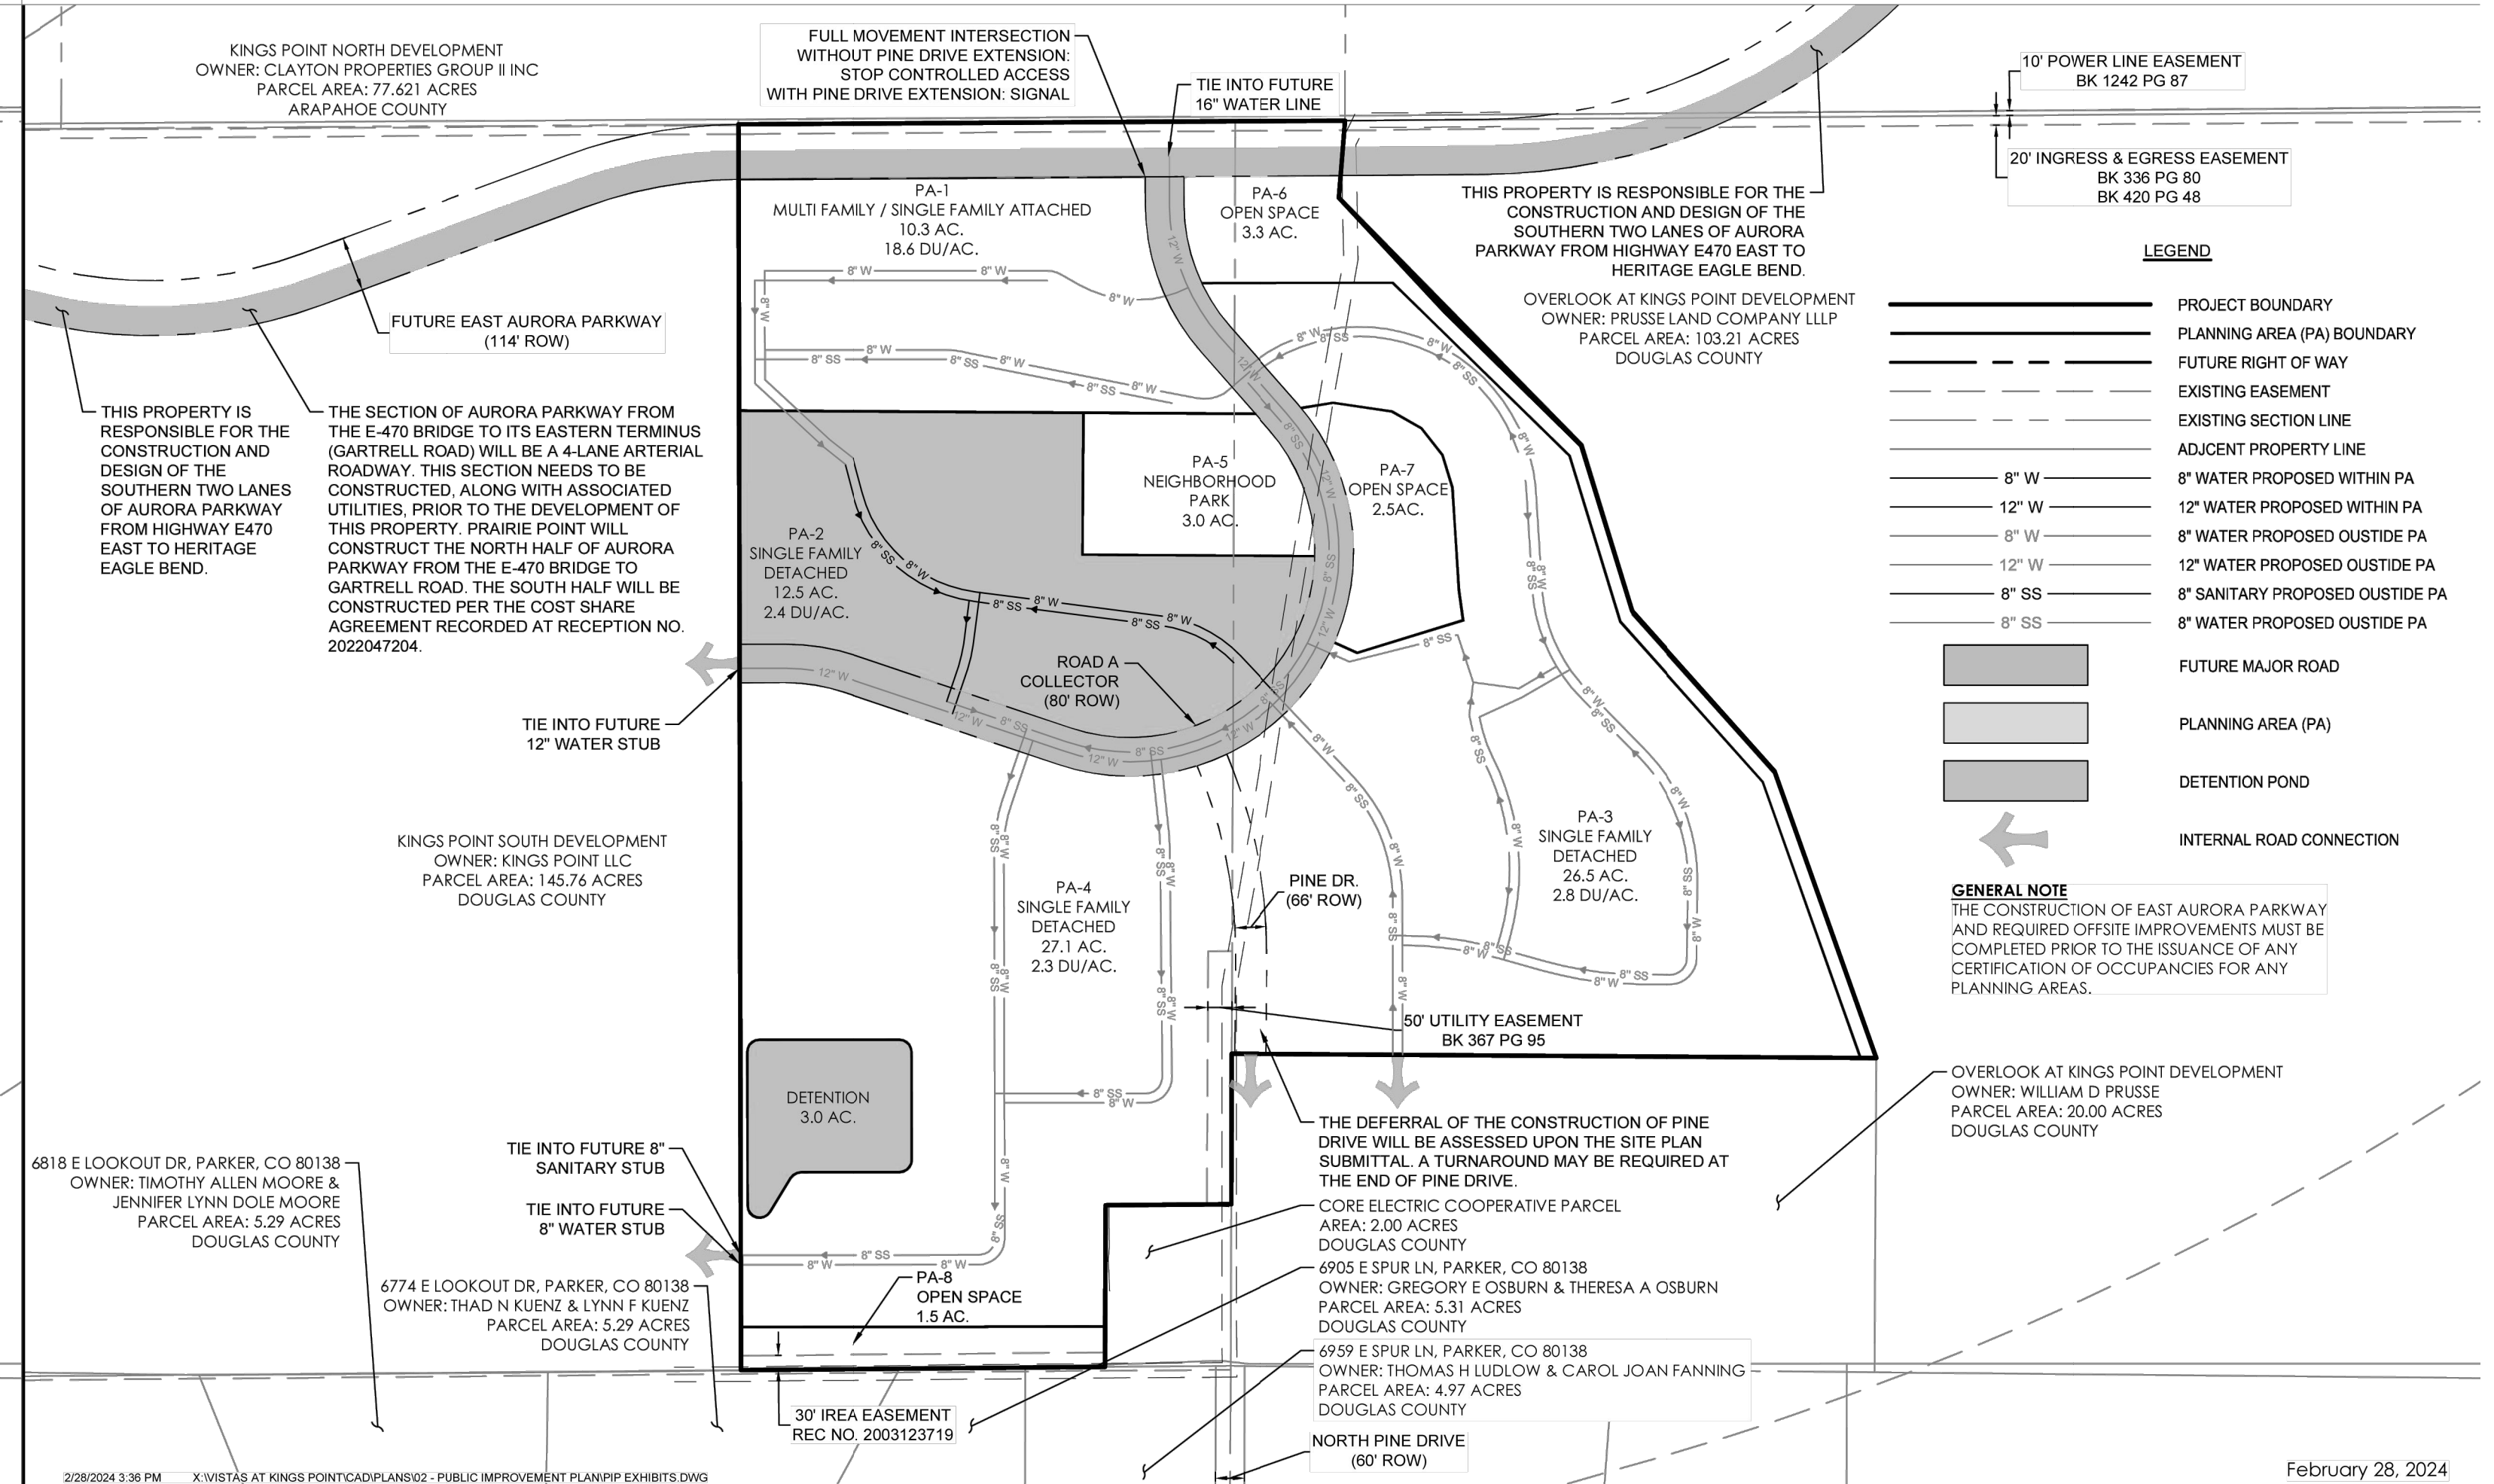 KINGS POINT NORTH DEVELOPMENT
OWNER: CLAYTON PROPERTIES GROUP II INC
PARCEL AREA: 77.621 ACRES
ARAPAHOE COUNTY
FULL MOVEMENT INTERSECTION
WITHOUT PINE DRIVE EXTENSION:
STOP CONTROLLED ACCESS
WITH PINE DRIVE EXTENSION: SIGNAL
TIE INTO FUTURE
16" WATER LINE
10' POWER LINE EASEMENT
BK 1242 PG 87
20' INGRESS & EGRESS EASEMENT
BK 336 PG 80
BK 420 PG 48
PA-1
MULTI FAMILY / SINGLE FAMILY ATTACHED
10.3 AC.
18.6 DU/AC.
PA-6
OPEN SPACE
3.3 AC.
THIS PROPERTY IS RESPONSIBLE FOR THE
CONSTRUCTION AND DESIGN OF THE
SOUTHERN TWO LANES OF AURORA
PARKWAY FROM HIGHWAY E470 EAST TO
HERITAGE EAGLE BEND.
OVERLOOK AT KINGS POINT DEVELOPMENT
OWNER: PRUSSE LAND COMPANY LLLP
PARCEL AREA: 103.21 ACRES
DOUGLAS COUNTY
FUTURE EAST AURORA PARKWAY
(114' ROW)
THIS PROPERTY IS
RESPONSIBLE FOR THE
CONSTRUCTION AND
DESIGN OF THE
SOUTHERN TWO LANES
OF AURORA PARKWAY
FROM HIGHWAY E470
EAST TO HERITAGE
EAGLE BEND.
THE SECTION OF AURORA PARKWAY FROM
THE E-470 BRIDGE TO ITS EASTERN TERMINUS
(GARTRELL ROAD) WILL BE A 4-LANE ARTERIAL
ROADWAY. THIS SECTION NEEDS TO BE
CONSTRUCTED, ALONG WITH ASSOCIATED
UTILITIES, PRIOR TO THE DEVELOPMENT OF
THIS PROPERTY. PRAIRIE POINT WILL
CONSTRUCT THE NORTH HALF OF AURORA
PARKWAY FROM THE E-470 BRIDGE TO
GARTRELL ROAD. THE SOUTH HALF WILL BE
CONSTRUCTED PER THE COST SHARE
AGREEMENT RECORDED AT RECEPTION NO.
2022047204.
LEGEND
PROJECT BOUNDARY
PLANNING AREA (PA) BOUNDARY
FUTURE RIGHT OF WAY
EXISTING EASEMENT
EXISTING SECTION LINE
ADJCENT PROPERTY LINE
8" W 8" WATER PROPOSED WITHIN PA
12" W 12" WATER PROPOSED WITHIN PA
8" W 8" WATER PROPOSED OUSTIDE PA
12" W 12" WATER PROPOSED OUSTIDE PA
8" SS 8" SANITARY PROPOSED OUSTIDE PA
8" SS 8" WATER PROPOSED OUSTIDE PA
FUTURE MAJOR ROAD
PLANNING AREA (PA)
DETENTION POND
INTERNAL ROAD CONNECTION
GENERAL NOTE
THE CONSTRUCTION OF EAST AURORA PARKWAY
AND REQUIRED OFFSITE IMPROVEMENTS MUST BE
COMPLETED PRIOR TO THE ISSUANCE OF ANY
CERTIFICATION OF OCCUPANCIES FOR ANY
PLANNING AREAS.
PA-5
NEIGHBORHOOD
PARK
3.0 AC.
PA-7
OPEN SPACE
2.5AC.
PA-2
SINGLE FAMILY
DETACHED
12.5 AC.
2.4 DU/AC.
ROAD A
COLLECTOR
(80' ROW)
TIE INTO FUTURE
12" WATER STUB
KINGS POINT SOUTH DEVELOPMENT
OWNER: KINGS POINT LLC
PARCEL AREA: 145.76 ACRES
DOUGLAS COUNTY
PA-4
SINGLE FAMILY
DETACHED
27.1 AC.
2.3 DU/AC.
PINE DR.
(66' ROW)
PA-3
SINGLE FAMILY
DETACHED
26.5 AC.
2.8 DU/AC.
50' UTILITY EASEMENT
BK 367 PG 95
DETENTION
3.0 AC.
THE DEFERRAL OF THE CONSTRUCTION OF PINE
DRIVE WILL BE ASSESSED UPON THE SITE PLAN
SUBMITTAL. A TURNAROUND MAY BE REQUIRED AT
THE END OF PINE DRIVE.
OVERLOOK AT KINGS POINT DEVELOPMENT
OWNER: WILLIAM D PRUSSE
PARCEL AREA: 20.00 ACRES
DOUGLAS COUNTY
TIE INTO FUTURE 8"
SANITARY STUB
TIE INTO FUTURE
8" WATER STUB
6818 E LOOKOUT DR, PARKER, CO 80138
OWNER: TIMOTHY ALLEN MOORE &
JENNIFER LYNN DOLE MOORE
PARCEL AREA: 5.29 ACRES
DOUGLAS COUNTY
6774 E LOOKOUT DR, PARKER, CO 80138
OWNER: THAD N KUENZ & LYNN F KUENZ
PARCEL AREA: 5.29 ACRES
DOUGLAS COUNTY
PA-8
OPEN SPACE
1.5 AC.
CORE ELECTRIC COOPERATIVE PARCEL
AREA: 2.00 ACRES
DOUGLAS COUNTY
6905 E SPUR LN, PARKER, CO 80138
OWNER: GREGORY E OSBURN & THERESA A OSBURN
PARCEL AREA: 5.31 ACRES
DOUGLAS COUNTY
6959 E SPUR LN, PARKER, CO 80138
OWNER: THOMAS H LUDLOW & CAROL JOAN FANNING
PARCEL AREA: 4.97 ACRES
DOUGLAS COUNTY
30' IREA EASEMENT
REC NO. 2003123719
NORTH PINE DRIVE
(60' ROW)
2/28/2024 3:36 PM X:\VISTAS AT KINGS POINT\CAD\PLANS\02 - PUBLIC IMPROVEMENT PLAN\PIP EXHIBITS.DWG
February 28, 2024